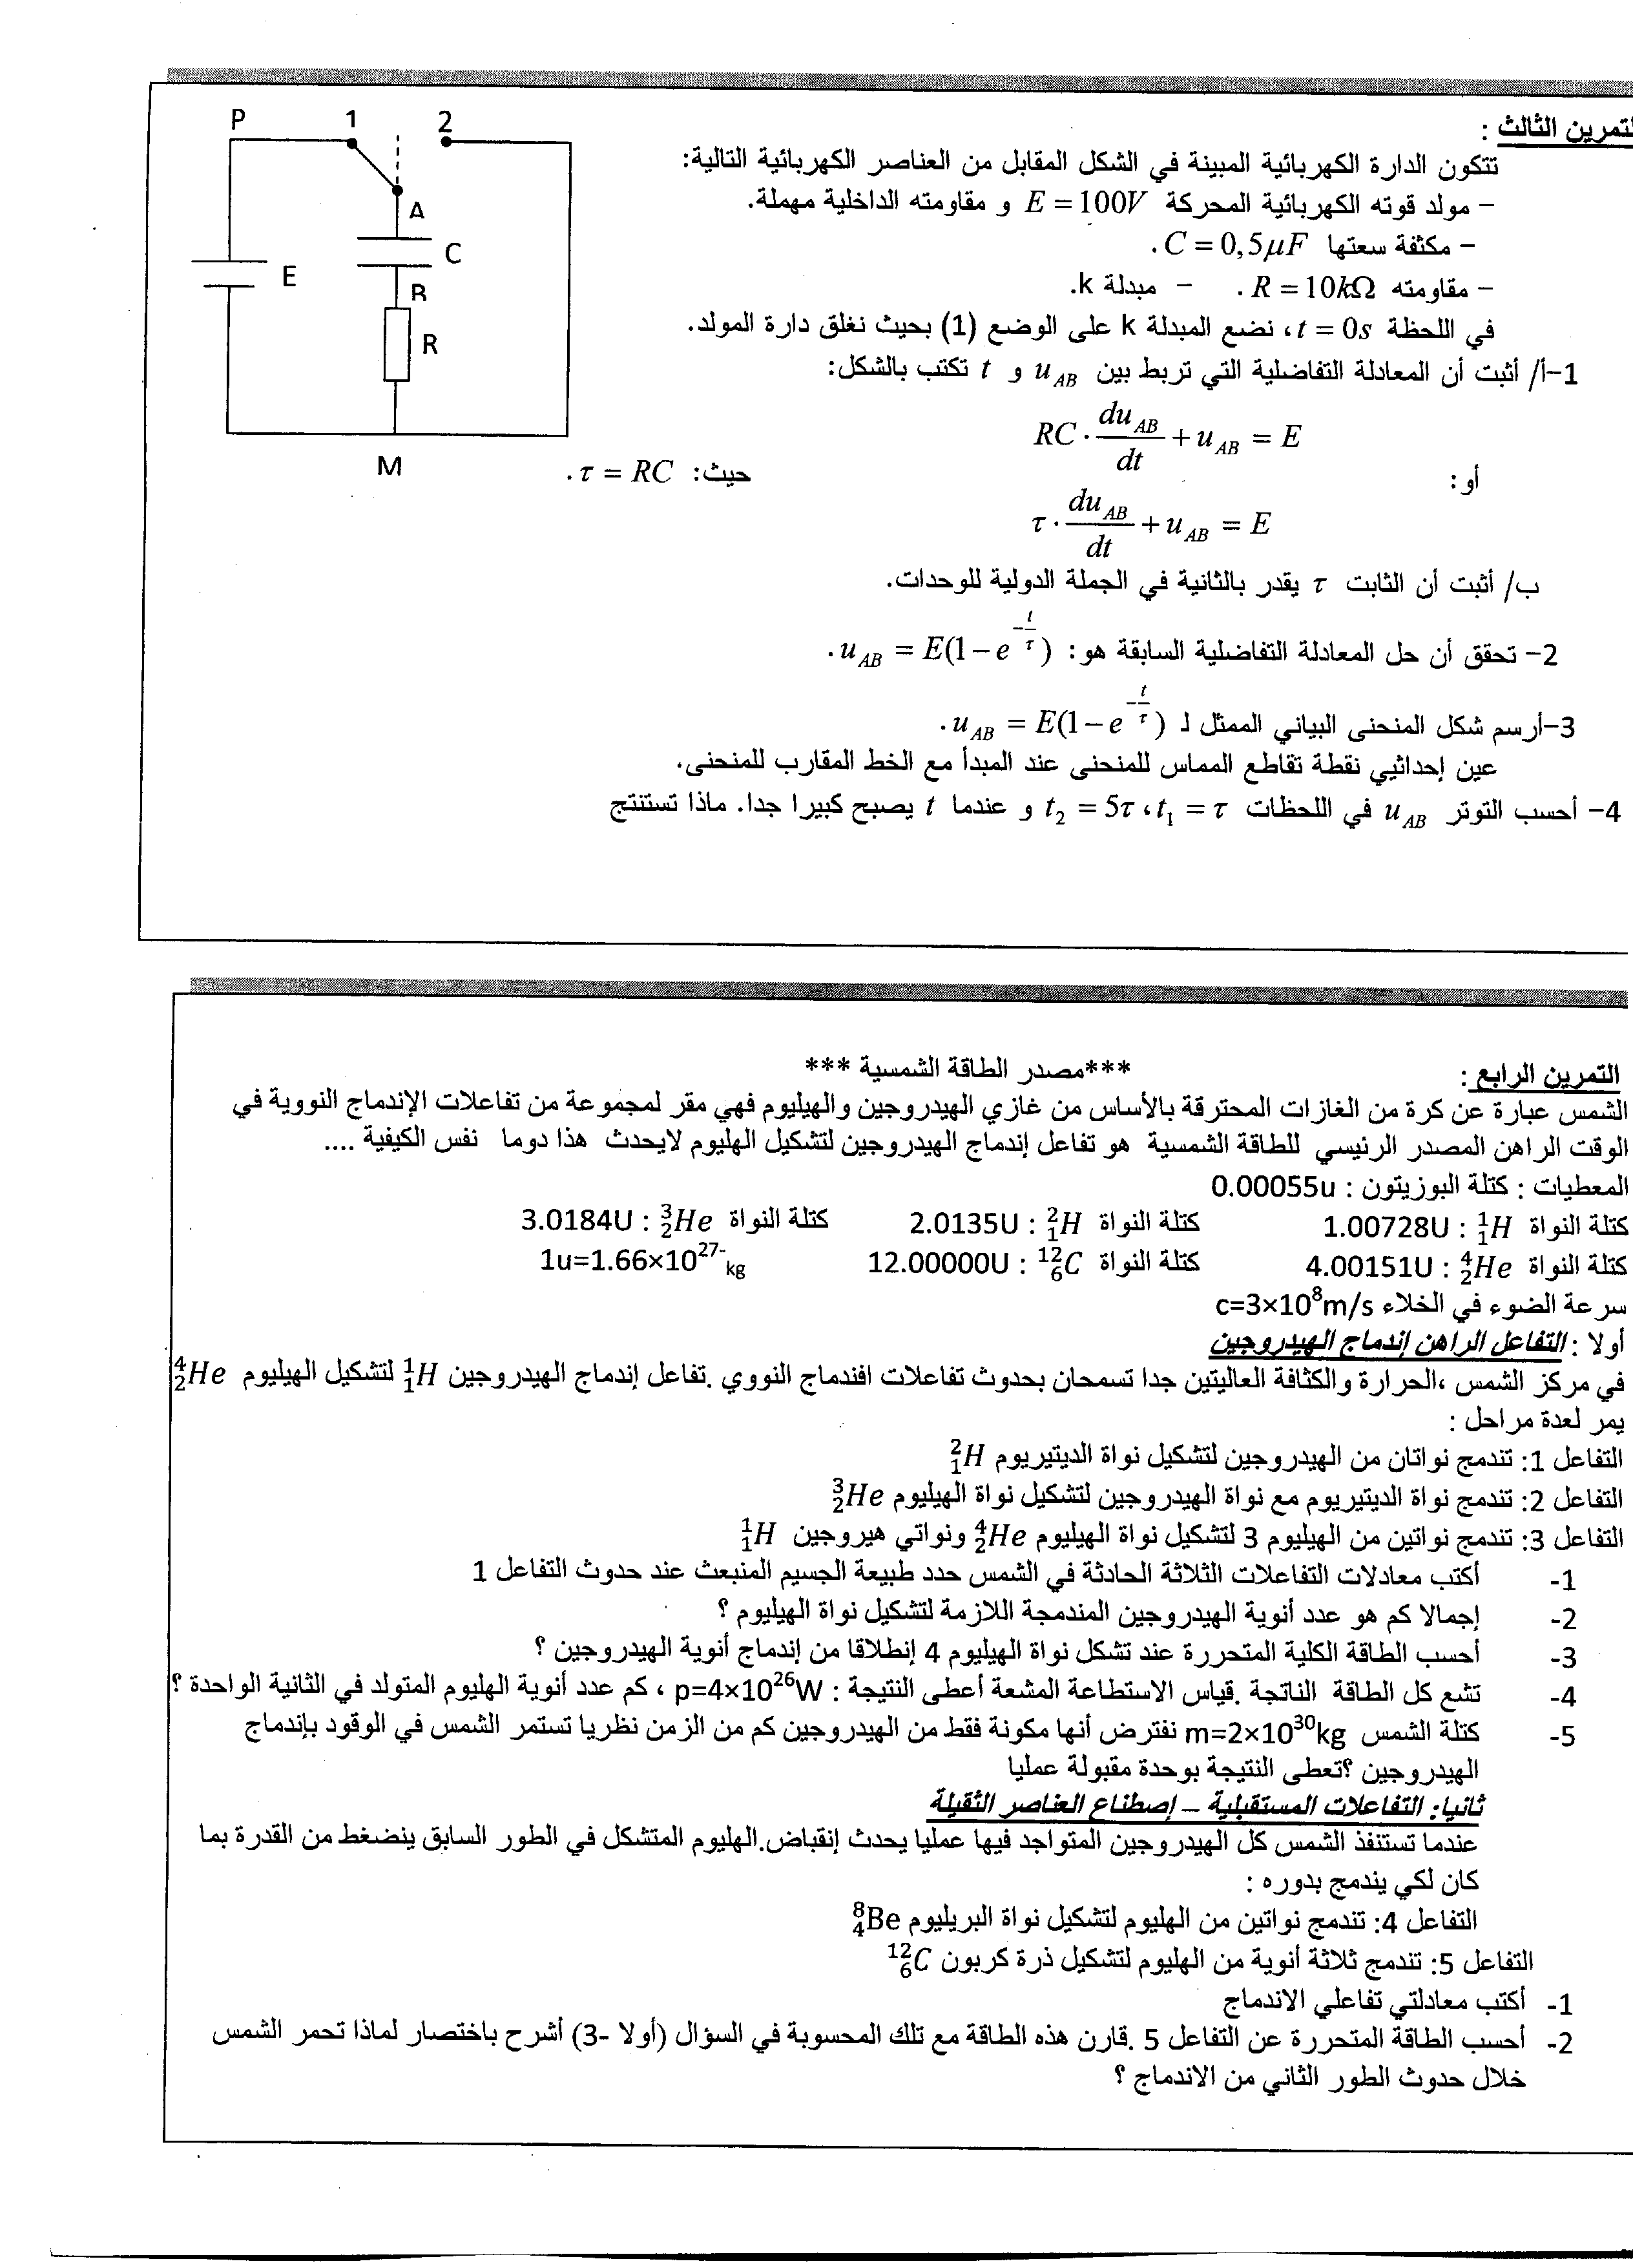 لتمرين الثالث :
تتكون الدارة الكهربائية المبينة في الشكل المقابل من العناصر الكهربائية التالية:
– مولد قوته الكهربائية المحركة E = 100V و مقاومته الداخلية مهملة.
– مكثفة سعتها C = 0,5μF .
– مقاومته R = 10kΩ . – مبدلة k.
في اللحظة t = 0s، نضع المبدلة k على الوضع (1) بحيث نغلق دارة المولد.
1–أ/ أثبت أن المعادلة التفاضلية التي تربط بين u_AB و t تكتب بالشكل:
RC · du_AB/dt + u_AB = E
أو:
حيث: τ = RC .
τ · du_AB/dt + u_AB = E
ب/ أثبت أن الثابت τ يقدر بالثانية في الجملة الدولية للوحدات.
2– تحقق أن حل المعادلة التفاضلية السابقة هو: u_AB = E(1 – e^(–t/τ)) .
3–أرسم شكل المنحنى البياني الممثل لـ u_AB = E(1 – e^(–t/τ)) .
عين إحداثيي نقطة تقاطع المماس للمنحنى عند المبدأ مع الخط المقارب للمنحنى.
4– أحسب التوتر u_AB في اللحظات t₁ = τ، t₂ = 5τ و عندما t يصبح كبيرا جدا. ماذا تستنتج
P 1 2
A
C
E
B
R
M
التمرين الرابع : ***مصدر الطاقة الشمسية ***
الشمس عبارة عن كرة من الغازات المحترقة بالأساس من غازي الهيدروجين والهيليوم فهي مقر لمجموعة من تفاعلات الإندماج النووية في
الوقت الراهن المصدر الرئيسي للطاقة الشمسية هو تفاعل إندماج الهيدروجين لتشكيل الهليوم لايحدث هذا دوما نفس الكيفية ....
المعطيات : كتلة البوزيتون : 0.00055u
كتلة النواة ¹₁H : 1.00728U كتلة النواة ²₁H : 2.0135U كتلة النواة ³₂He : 3.0184U
كتلة النواة ⁴₂He : 4.00151U كتلة النواة ¹²₆C : 12.00000U 1u=1.66×10²⁷⁻kg
سرعة الضوء في الخلاء c=3×10⁸m/s
أولا : التفاعل الراهن إندماج الهيدروجين
في مركز الشمس ،الحرارة والكثافة العاليتين جدا تسمحان بحدوث تفاعلات افندماج النووي .تفاعل إندماج الهيدروجين ¹₁H لتشكيل الهيليوم ⁴₂He
يمر لعدة مراحل :
التفاعل 1: تندمج نواتان من الهيدروجين لتشكيل نواة الديتيريوم ²₁H
التفاعل 2: تندمج نواة الديتيريوم مع نواة الهيدروجين لتشكيل نواة الهيليوم ³₂He
التفاعل 3: تندمج نواتين من الهيليوم 3 لتشكيل نواة الهيليوم ⁴₂He ونواتي هيروجين ¹₁H
1- أكتب معادلات التفاعلات الثلاثة الحادثة في الشمس حدد طبيعة الجسيم المنبعث عند حدوث التفاعل 1
2- إجمالا كم هو عدد أنوية الهيدروجين المندمجة اللازمة لتشكيل نواة الهيليوم ؟
3- أحسب الطاقة الكلية المتحررة عند تشكل نواة الهيليوم 4 إنطلاقا من إندماج أنوية الهيدروجين ؟
4- تشع كل الطاقة الناتجة .قياس الاستطاعة المشعة أعطى النتيجة : p=4×10²⁶W ، كم عدد أنوية الهليوم المتولد في الثانية الواحدة ؟
5- كتلة الشمس m=2×10³⁰kg نفترض أنها مكونة فقط من الهيدروجين كم من الزمن نظريا تستمر الشمس في الوقود بإندماج
الهيدروجين ؟تعطى النتيجة بوحدة مقبولة عمليا
ثانيا: التفاعلات المستقبلية – إصطناع العناصر الثقيلة
عندما تستنفذ الشمس كل الهيدروجين المتواجد فيها عمليا يحدث إنقباض.الهليوم المتشكل في الطور السابق ينضغط من القدرة بما
كان لكي يندمج بدوره :
التفاعل 4: تندمج نواتين من الهليوم لتشكيل نواة البريليوم ⁸₄Be
التفاعل 5: تندمج ثلاثة أنوية من الهليوم لتشكيل ذرة كربون ¹²₆C
1- أكتب معادلتي تفاعلي الاندماج
2- أحسب الطاقة المتحررة عن التفاعل 5 .قارن هذه الطاقة مع تلك المحسوبة في السؤال (أولا -3) أشرح باختصار لماذا تحمر الشمس
خلال حدوث الطور الثاني من الاندماج ؟